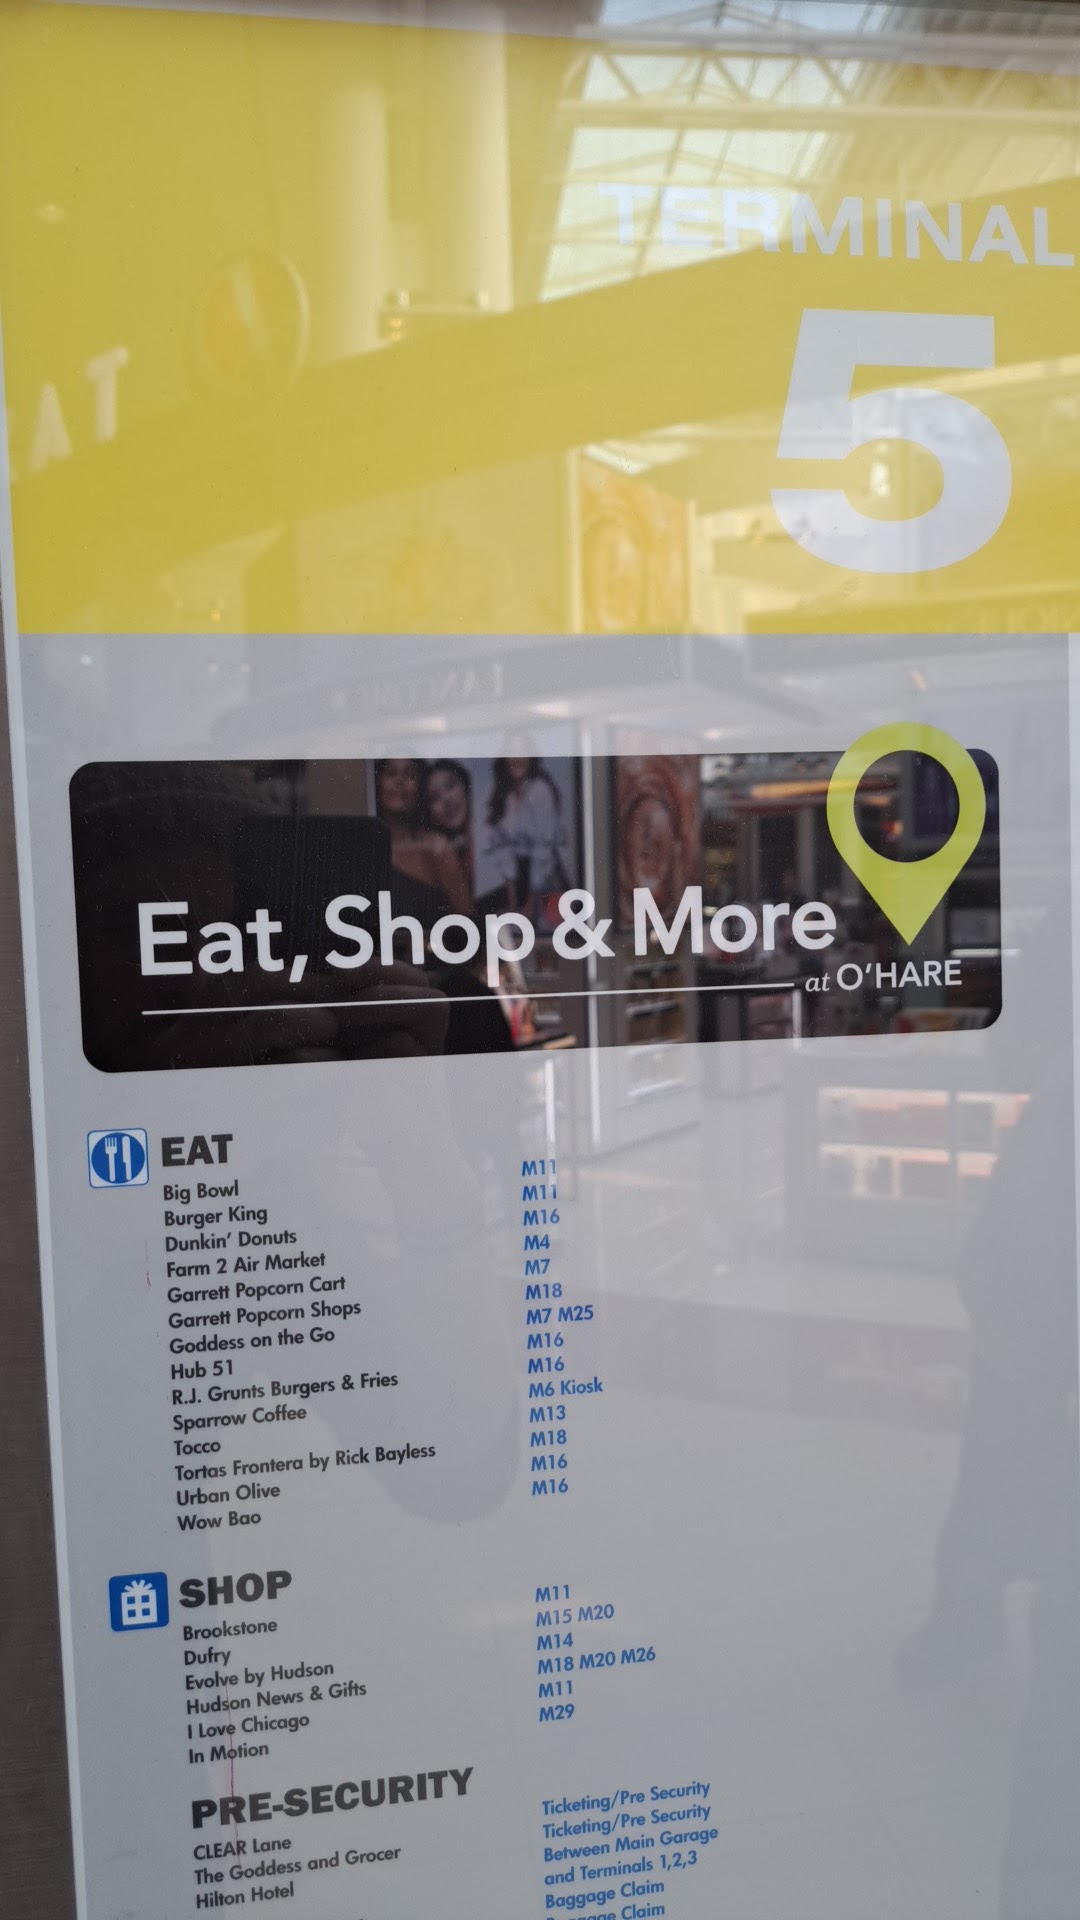 TERMINAL
5
Eat, Shop & More
at O'HARE
EAT
Big Bowl M11
Burger King M11
Dunkin' Donuts M16
Farm 2 Air Market M4
Garrett Popcorn Cart M7
Garrett Popcorn Shops M18
Goddess on the Go M7 M25
Hub 51 M16
R.J. Grunts Burgers & Fries M16
Sparrow Coffee M6 Kiosk
Tocco M13
Tortas Frontera by Rick Bayless M18
Urban Olive M16
Wow Bao M16
SHOP
Brookstone M11
Dufry M15 M20
Evolve by Hudson M14
Hudson News & Gifts M18 M20 M26
I Love Chicago M11
In Motion M29
PRE-SECURITY
CLEAR Lane Ticketing/Pre Security
The Goddess and Grocer Ticketing/Pre Security
Hilton Hotel Between Main Garage
and Terminals 1,2,3
Baggage Claim
Claim